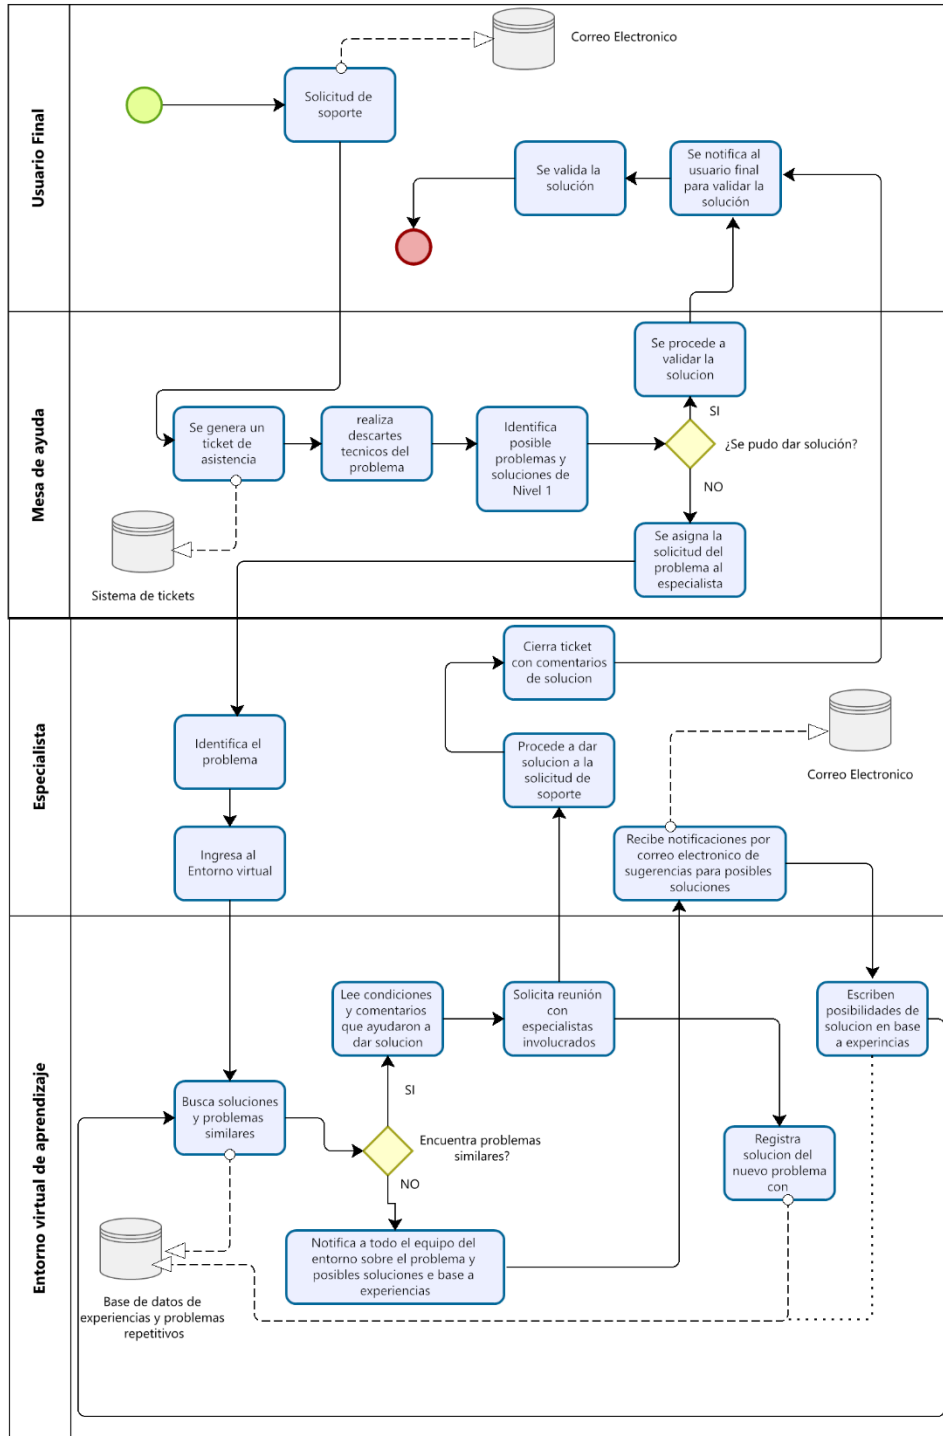 Usuario Final
Correo Electronico
Solicitud de
soporte
Se valida la
solución
Se notifica al
usuario final
para validar la
solución
Mesa de ayuda
Se procede a
validar la
solucion
SI
¿Se pudo dar solución?
NO
Se genera un
ticket de
asistencia
realiza
descartes
tecnicos del
problema
Identifica
posible
problemas y
soluciones de
Nivel 1
Se asigna la
solicitud del
problema al
especialista
Sistema de tickets
Especialista
Cierra ticket
con comentarios
de solucion
Identifica el
problema
Procede a dar
solucion a la
solicitud de
soporte
Correo Electronico
Ingresa al
Entorno virtual
Recibe notificaciones por
correo electronico de
sugerencias para posibles
soluciones
Entorno virtual de aprendizaje
Lee condiciones
y comentarios
que ayudaron a
dar solucion
Solicita reunión
con
especialistas
involucrados
Escriben
posibilidades de
solucion en base
a experincias
Busca soluciones
y problemas
similares
SI
Encuentra problemas
similares?
NO
Registra
solucion del
nuevo problema
con
Notifica a todo el equipo del
entorno sobre el problema y
posibles soluciones e base a
experiencias
Base de datos de
experiencias y problemas
repetitivos